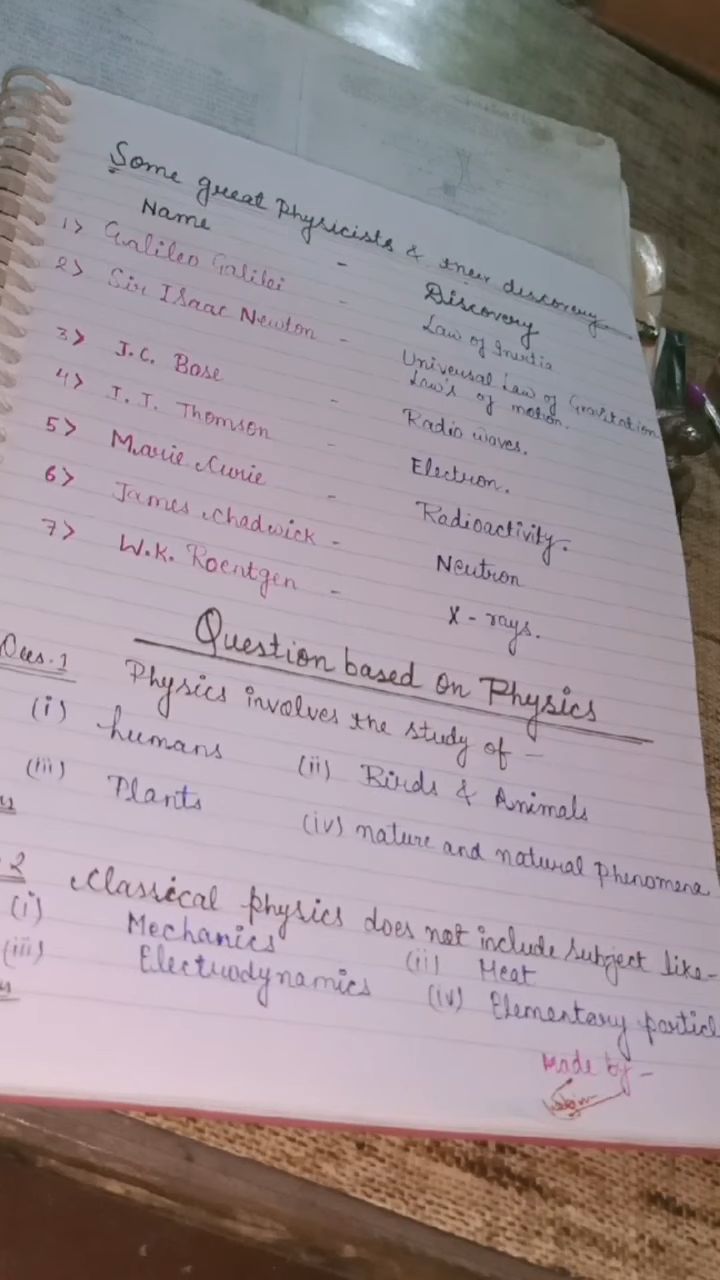 Some great Physicists & their discovery
Name - Discovery
1> Galileo Galilei - Law of Inertia
2> Sir Isaac Newton - Universal Law of Gravitation
Law's of motion.
3> J.C. Bose - Radio waves.
4> J. J. Thomson - Electron.
5> Marie Curie - Radioactivity.
6> James Chadwick - Neutron
7> W.K. Roentgen - X-rays.
Question based on Physics
Ques.1 Physics involves the study of -
(i) humans (ii) Birds & Animals
(iii) Plants (iv) nature and natural phenomena
2 Classical physics does not include subject like-
(i) Mechanics (ii) Heat
(iii) Electrodynamics (iv) Elementary particl
made by-